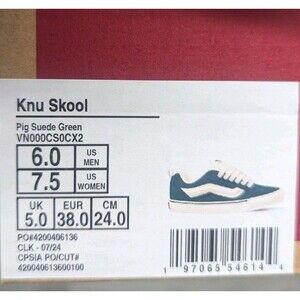 Knu Skool
Pig Suede Green
VN000CS0CX2
6.0 US MEN
7.5 US WOMEN
UK EUR CM
5.0 38.0 24.0
PO#4200406136
CLK - 07/24
CPSIA PO/CUT#
420040613600100
1 97065 54614 4